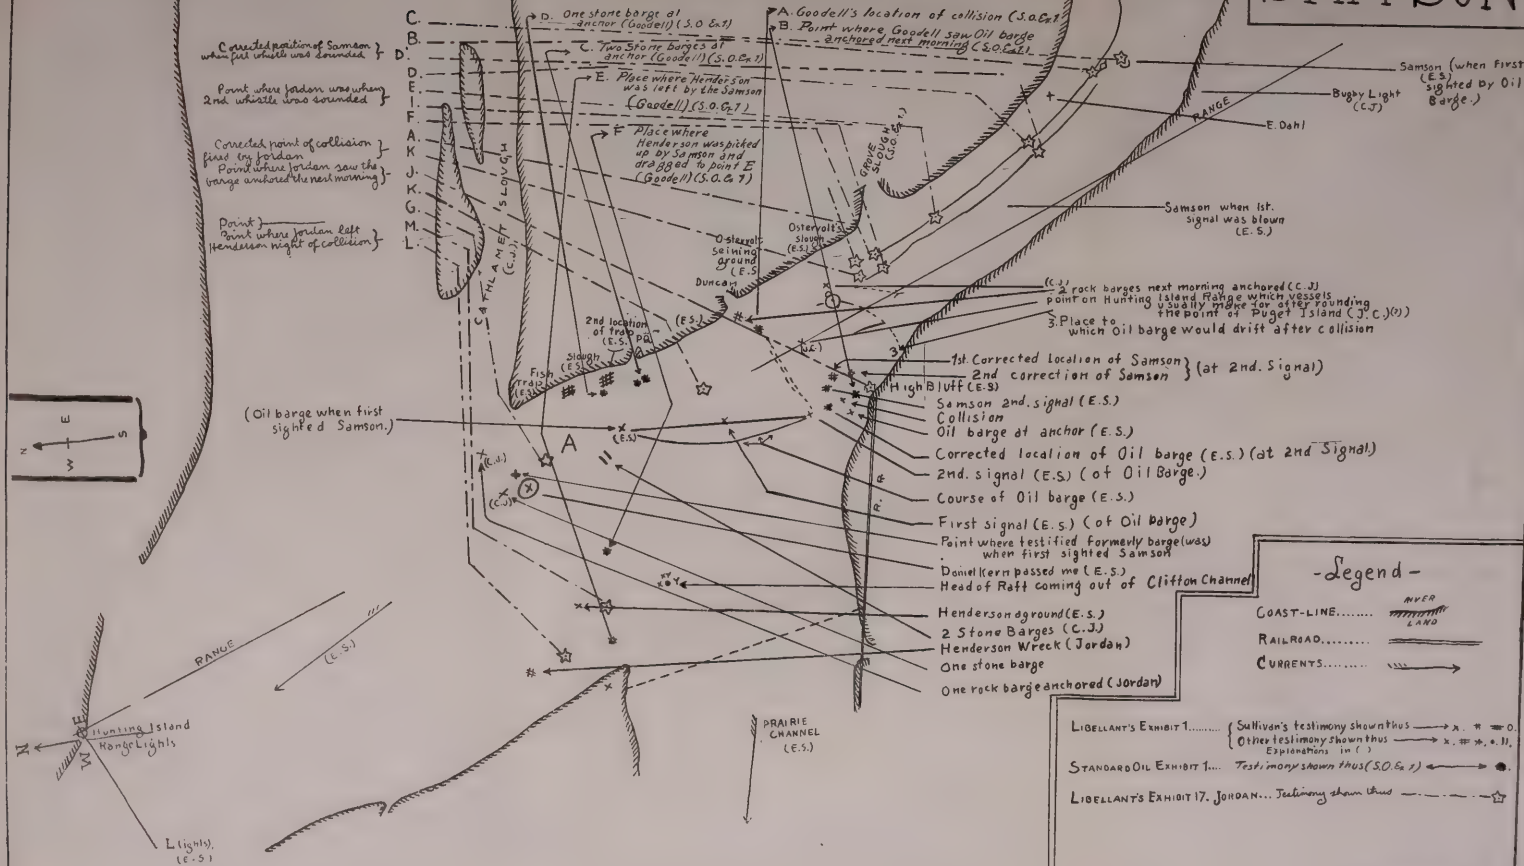 C.
B.
D.
D.
E.
I.
F.
A.
K
J.
K.
G.
M.
L.
Corrected position of Samson
when first whistle was sounded
Point where Jordan was when
2nd whistle was sounded
Corrected point of collision
fixed by Jordan
Point where Jordan saw the
barge anchored the next morning
Point
Point where Jordan left
Henderson night of collision
D. One stone barge at
anchor (Goodell) (S.O. Ex 1)
C. Two Stone barges at
anchor (Goodell) (S.O. Ex 1)
E. Place where Henderson
was left by the Samson
(Goodell) (S.O. Ex 1)
F Place where
Henderson was picked
up by Samson and
dragged to point E
(Goodell) (S.O. Ex 1)
A. Goodell's location of collision (S.O. Ex 1
B. Point where Goodell saw Oil barge
anchored next morning (S.O. Ex 1)
Samson (when First
(E.S.)
sighted by Oil
Barge.)
Bugby Light
(C.J)
E. Dahl
RANGE
GROVE
SLOUGH
(S.O. Ex 1.)
CATHLAMET SLOUGH
(C.J.)
Samson when 1st.
signal was blown
(E.S.)
Ostervolt's
slough
(E.S.)
Ostervolt
seining
ground
(E.S.
Duncan
(E.S.)
2nd location
of trap
(E.S.
PQ
Slough
(E.S.)
Fish
Trap
(E.S.)
(C.J.)
2 rock barges next morning anchored (C.J)
point on Hunting Island Range which vessels
usually make for after rounding
the point of Puget Island (J.C.)(?))
3. Place to
which Oil barge would drift after collision
3
1st. Corrected location of Samson
2nd correction of Samson
(at 2nd. Signal)
High Bluff (E.S)
Samson 2nd. signal (E.S.)
Collision
Oil barge at anchor (E.S.)
Corrected location of Oil barge (E.S.) (at 2nd Signal.)
2nd. signal (E.S) (of Oil Barge.)
Course of Oil barge (E.S.)
First signal (E.S.) (of Oil barge)
Point where testified formerly barge (was)
when first sighted Samson
Daniel Kern passed me (E.S.)
Head of Raft coming out of Clifton Channel
Henderson aground (E.S.)
2 Stone Barges (C.J.)
Henderson Wreck (Jordan)
One stone barge
One rock barge anchored (Jordan)
(Oil barge when first
sighted Samson.)
(E.S)
A
(C.J.)
(C.J)
R. R
N
E
W
S
RANGE
(E.S.)
N
E
W
Hunting Island
Range Lights
L lights).
(E.S)
PRAIRIE
CHANNEL
(E.S.)
-Legend-
COAST-LINE........
RIVER
LAND
RAILROAD.........
CURRENTS.........
LIBELLANT'S EXHIBIT 1.........
Sullivan's testimony shown thus
Other testimony shown thus
Explanations in ( )
STANDARD OIL EXHIBIT 1.... Testimony shown thus (S.O. Ex 1)
LIBELLANT'S EXHIBIT 17. JORDAN... Testimony shown thus